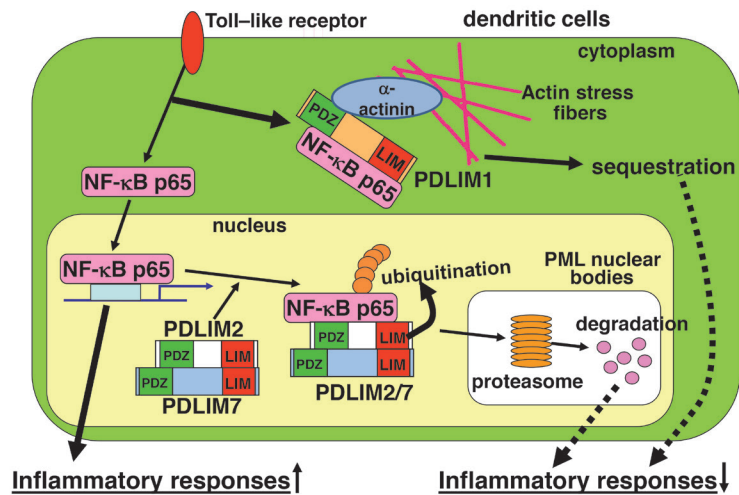 Toll–like receptor
dendritic cells
cytoplasm
α-
actinin
Actin stress
fibers
PDZ
LIM
NF-κB p65
PDLIM1
sequestration
NF-κB p65
nucleus
NF-κB p65
ubiquitination
PML nuclear
bodies
NF-κB p65
PDLIM2
PDZ
LIM
PDZ
LIM
PDLIM7
PDZ
LIM
PDZ
LIM
PDLIM2/7
degradation
proteasome
Inflammatory responses
Inflammatory responses